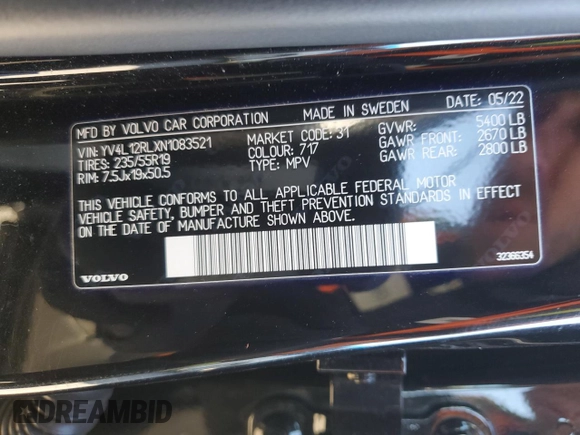 MFD BY VOLVO CAR CORPORATION MADE IN SWEDEN DATE: 05/22
VIN: YV4L12RLXN1083521 MARKET CODE: 31 GVWR: 5400 LB
TIRES: 235/55R19 COLOUR: 717 GAWR FRONT: 2670 LB
RIM: 7.5Jx19x50.5 TYPE: MPV GAWR REAR: 2800 LB
THIS VEHICLE CONFORMS TO ALL APPLICABLE FEDERAL MOTOR
VEHICLE SAFETY, BUMPER AND THEFT PREVENTION STANDARDS IN EFFECT
ON THE DATE OF MANUFACTURE SHOWN ABOVE.
VOLVO 32366354
DREAMBID